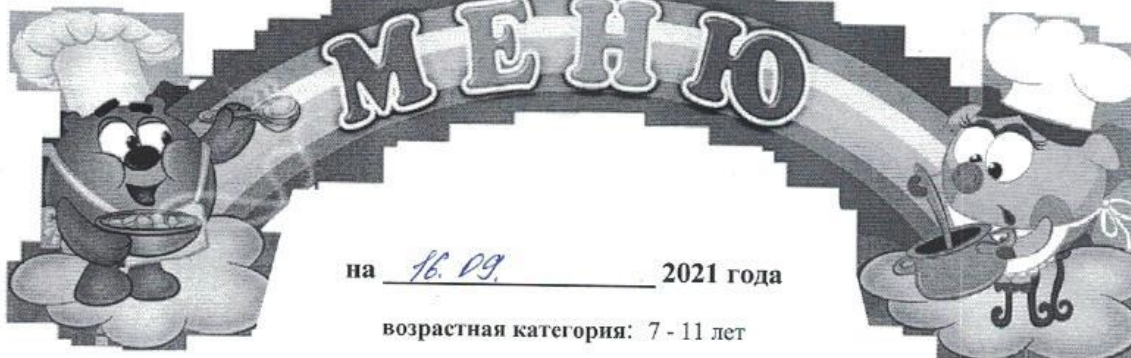 МЕНЮ
на 16. 09. 2021 года
возрастная категория: 7 - 11 лет